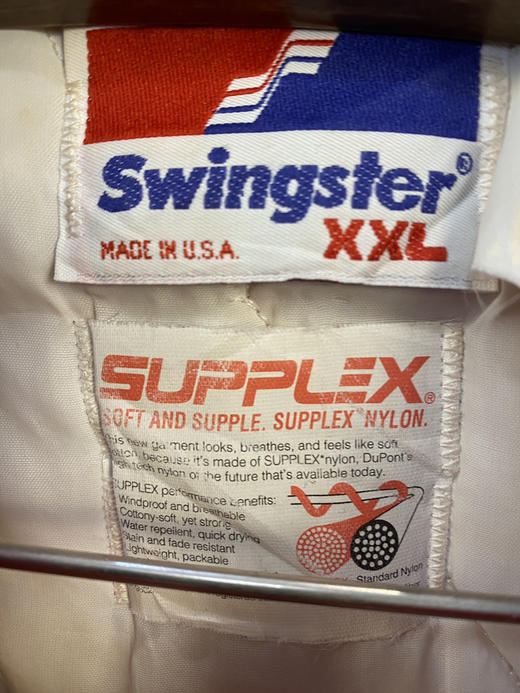 Swingster®
XXL
MADE IN U.S.A.
SUPPLEX®
SOFT AND SUPPLE. SUPPLEX NYLON.
his new garment looks, breathes, and feels like soft
because it's made of SUPPLEX nylon, DuPont's
tech nylon of the future that's available today.
SUPPLEX performance benefits:
Windproof and breathable
Cottony-soft, yet strong
Water repellent, quick drying
Stain and fade resistant
Lightweight, packable
Standard Nylon